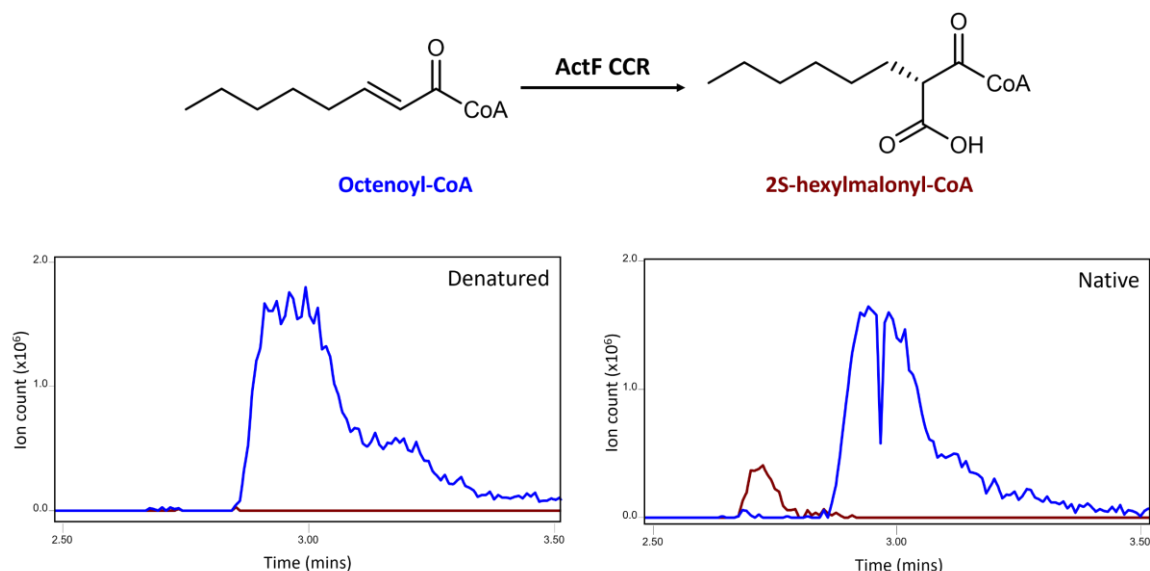 O
CoA
ActF CCR
O
CoA
O
OH
Octenoyl-CoA
2S-hexylmalonyl-CoA
Denatured
2.0
1.0
0.0
Ion count (x10⁶)
2.50
3.00
3.50
Time (mins)
Native
2.0
1.0
0.0
Ion count (x10⁶)
2.50
3.00
3.50
Time (mins)